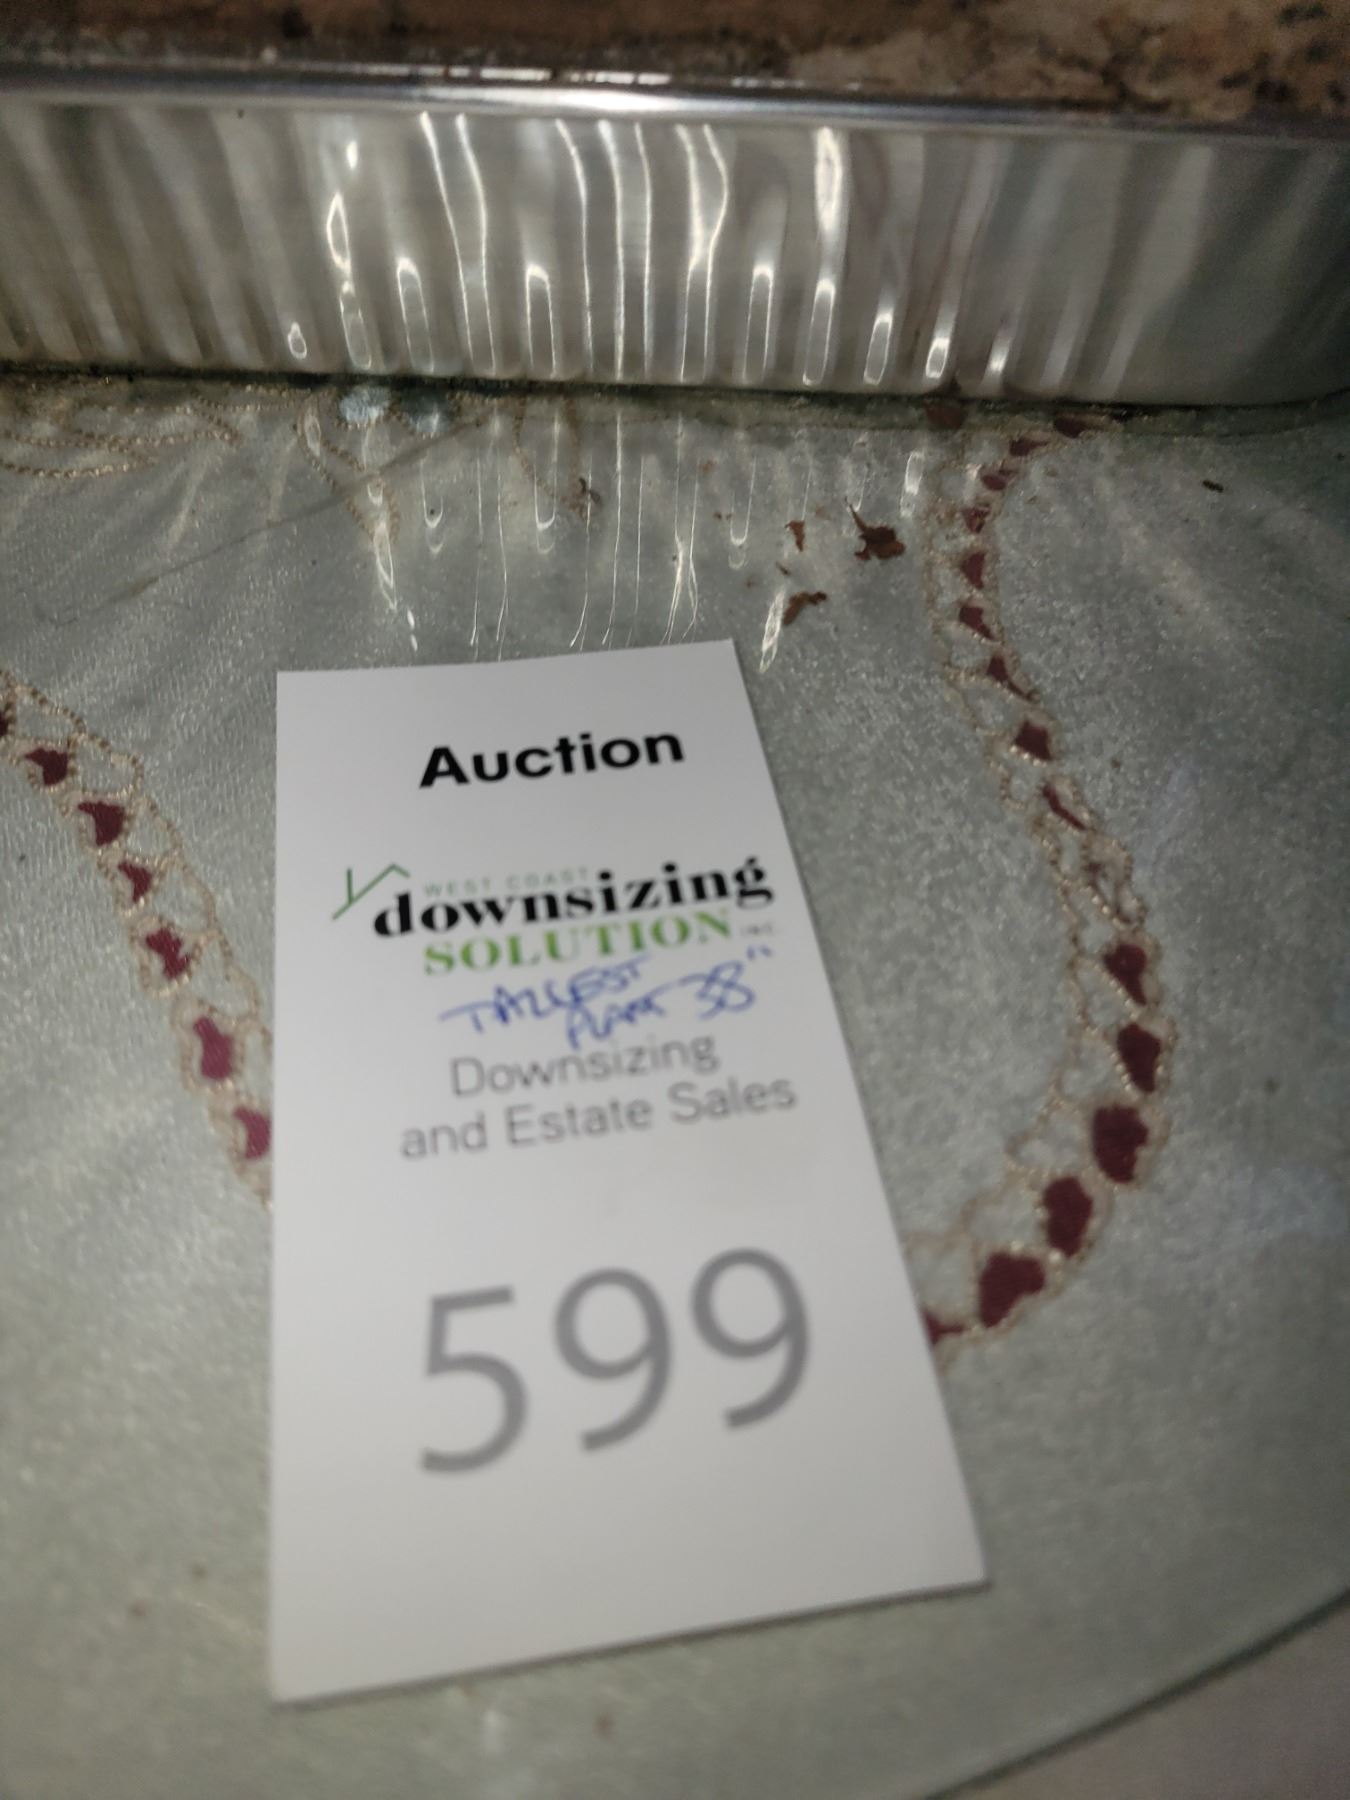 Auction
WEST COAST
downsizing
SOLUTION INC.
TALLEST
PLANT 38"
Downsizing
and Estate Sales
599